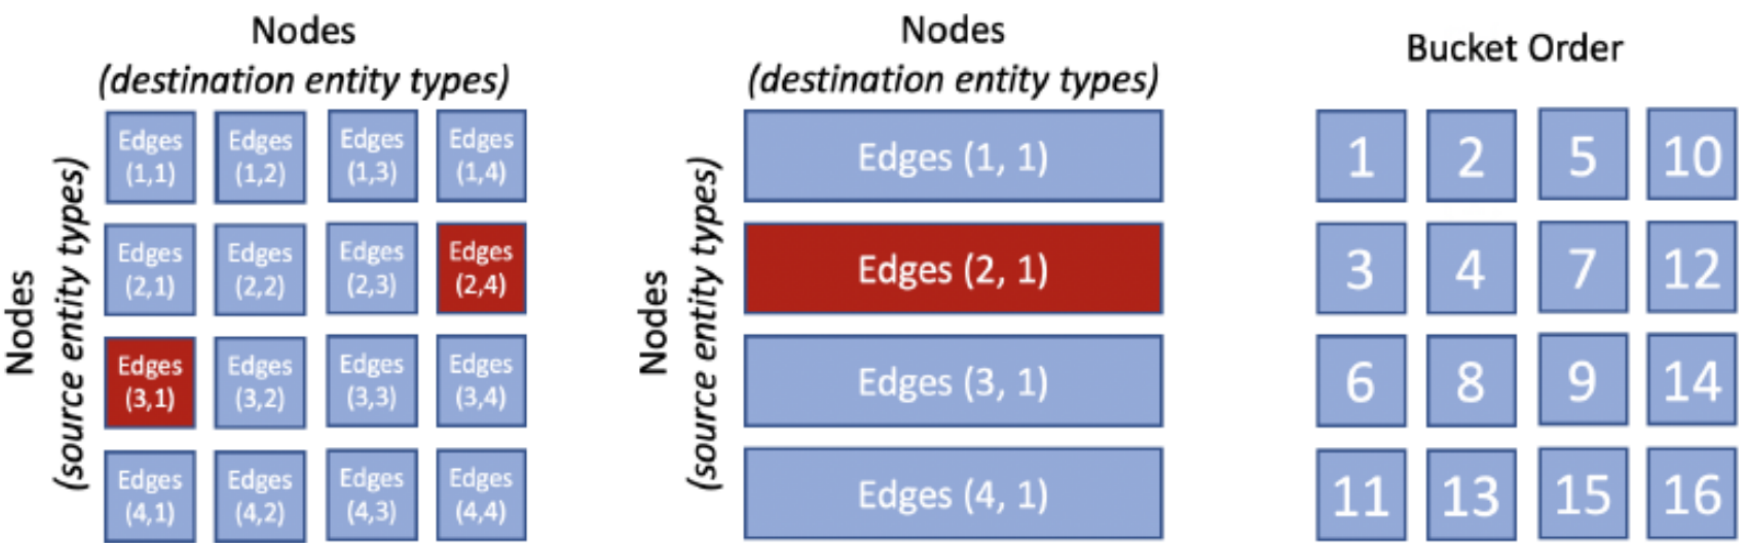 Nodes
(destination entity types)
Nodes
(source entity types)
Edges
(1,1)
Edges
(1,2)
Edges
(1,3)
Edges
(1,4)
Edges
(2,1)
Edges
(2,2)
Edges
(2,3)
Edges
(2,4)
Edges
(3,1)
Edges
(3,2)
Edges
(3,3)
Edges
(3,4)
Edges
(4,1)
Edges
(4,2)
Edges
(4,3)
Edges
(4,4)
Nodes
(destination entity types)
Nodes
(source entity types)
Edges (1, 1)
Edges (2, 1)
Edges (3, 1)
Edges (4, 1)
Bucket Order
1 2 5 10
3 4 7 12
6 8 9 14
11 13 15 16